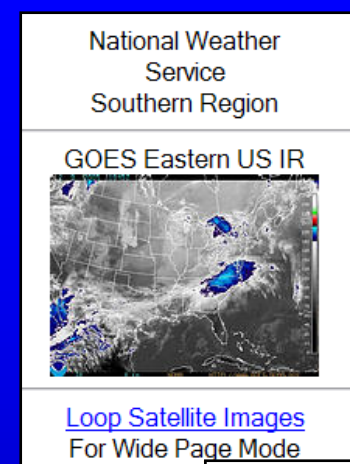 National Weather
Service
Southern Region
GOES Eastern US IR
Loop Satellite Images
For Wide Page Mode